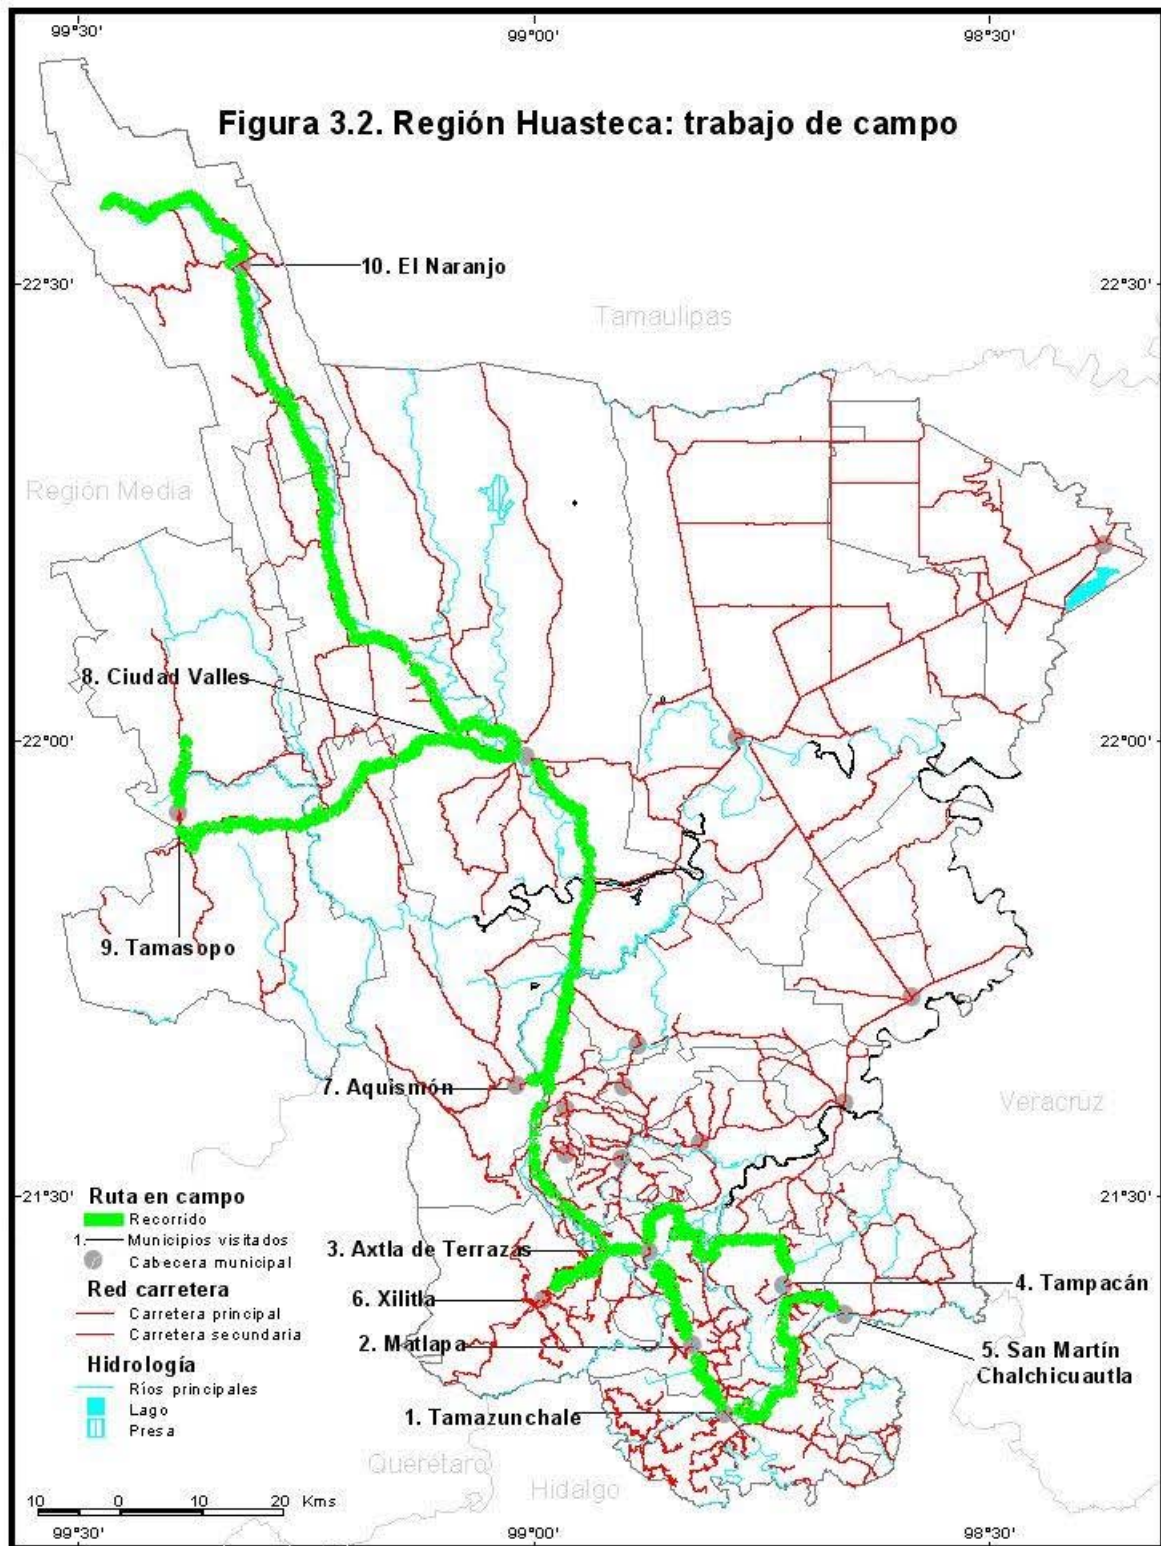 99°30' 99°00' 98°30'
Figura 3.2. Región Huasteca: trabajo de campo
10. El Naranjo
22°30' 22°30'
Tamaulipas
Región Media
8. Ciudad Valles
22°00' 22°00'
9. Tamasopo
7. Aquismón
Veracruz
21°30' 21°30'
Ruta en campo
Recorrido
1. Municipios visitados
Cabecera municipal
Red carretera
Carretera principal
Carretera secundaria
Hidrología
Ríos principales
Lago
Presa
3. Axtla de Terrazas
4. Tampacán
6. Xilitla
2. Matlapa
5. San Martín
Chalchicuautla
1. Tamazunchale
Querétaro
Hidalgo
10 0 10 20 Kms
99°30' 99°00' 98°30'